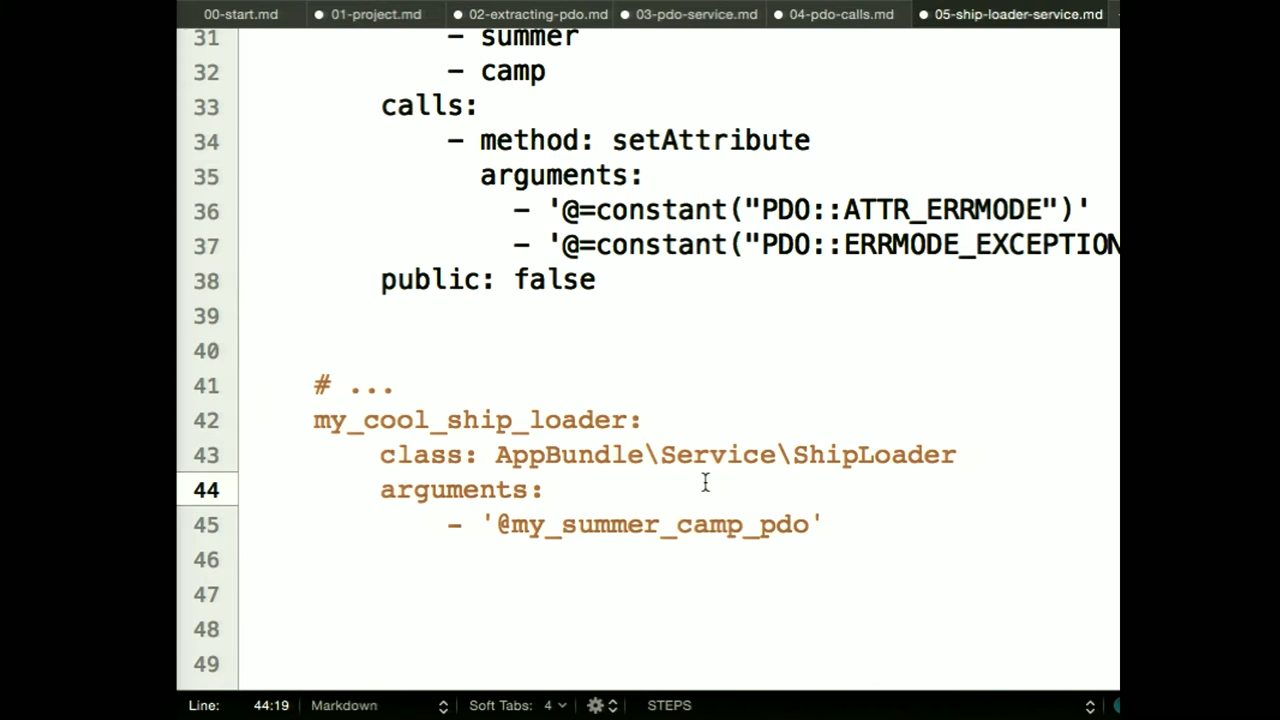 00-start.md
01-project.md
02-extracting-pdo.md
03-pdo-service.md
04-pdo-calls.md
05-ship-loader-service.md
31 - summer
32 - camp
33 calls:
34 - method: setAttribute
35 arguments:
36 - '@=constant("PDO::ATTR_ERRMODE")'
37 - '@=constant("PDO::ERRMODE_EXCEPTION
38 public: false
39
40
41 # ...
42 my_cool_ship_loader:
43 class: AppBundle\Service\ShipLoader
44 arguments:
45 - '@my_summer_camp_pdo'
46
47
48
49
Line: 44:19 Markdown Soft Tabs: 4 STEPS